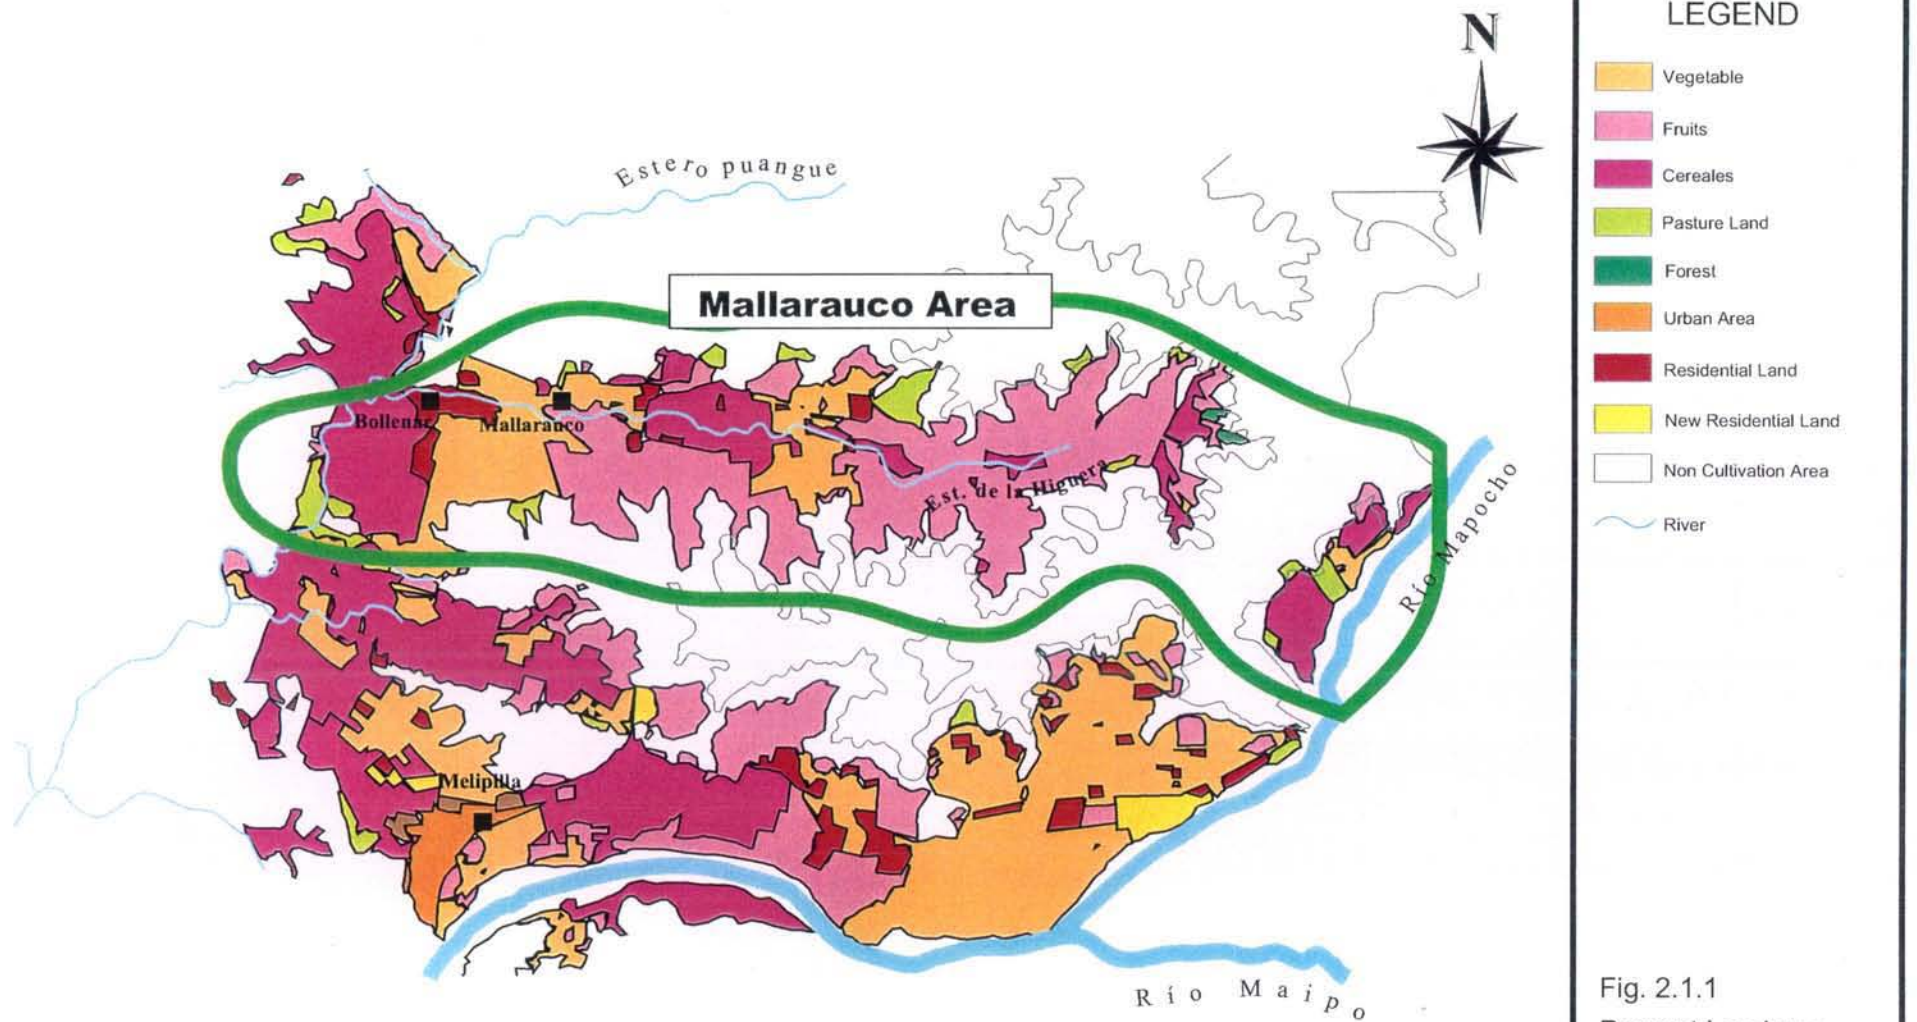 N
Estero puangue
Mallarauco Area
Bollenar
Mallarauco
Est. de la Higuera
Río Mapocho
Melipilla
Río Maipo
LEGEND
Vegetable
Fruits
Cereales
Pasture Land
Forest
Urban Area
Residential Land
New Residential Land
Non Cultivation Area
River
Fig. 2.1.1